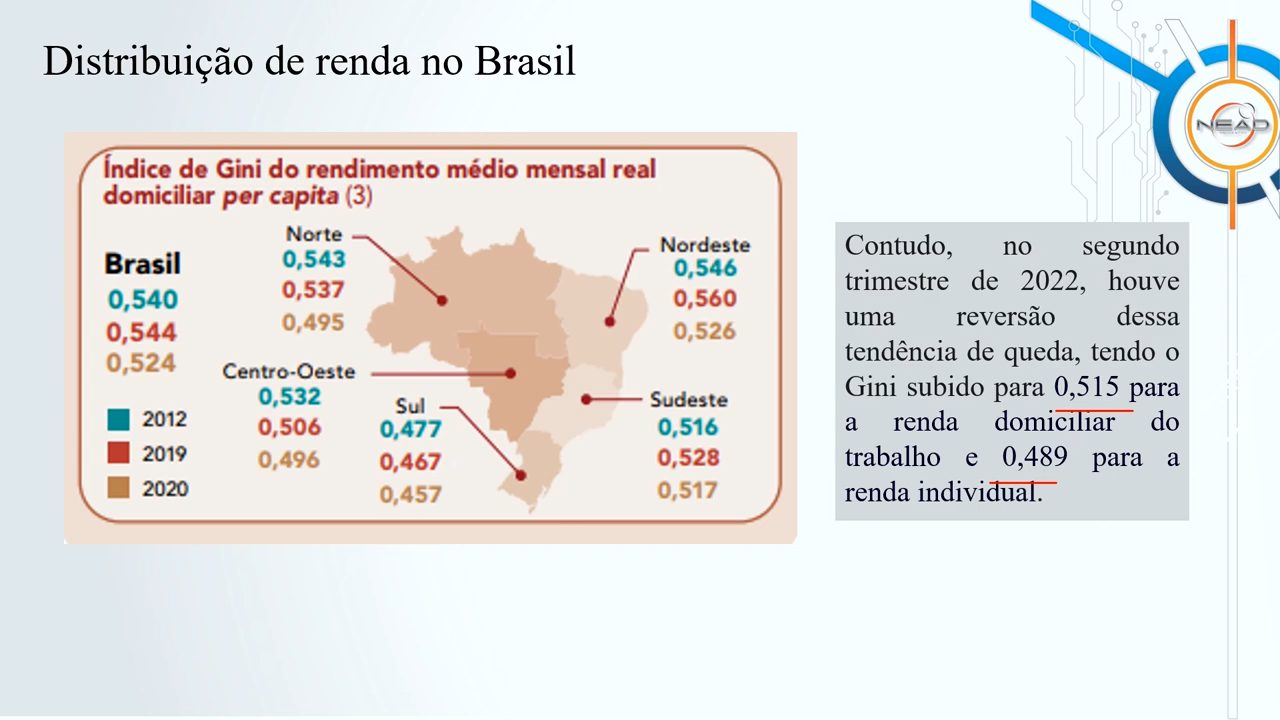 Distribuição de renda no Brasil
NEAD
Índice de Gini do rendimento médio mensal real
domiciliar per capita (3)
Brasil
0,540
0,544
0,524
Norte
0,543
0,537
0,495
Nordeste
0,546
0,560
0,526
Centro-Oeste
0,532
0,506
0,496
Sul
0,477
0,467
0,457
Sudeste
0,516
0,528
0,517
2012
2019
2020
Contudo, no segundo
trimestre de 2022, houve
uma reversão dessa
tendência de queda, tendo o
Gini subido para 0,515 para
a renda domiciliar do
trabalho e 0,489 para a
renda individual.